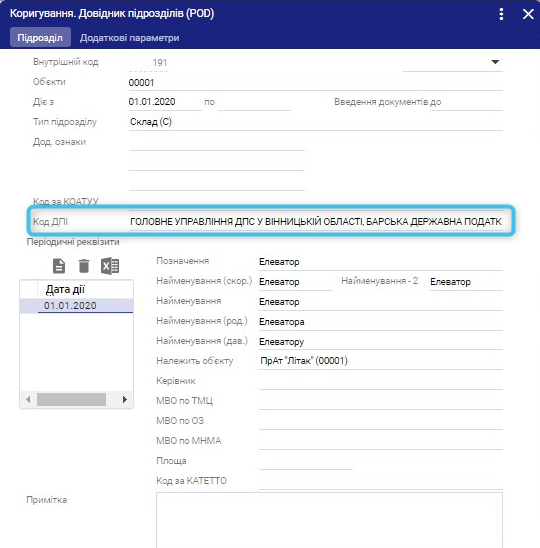 Коригування. Довідник підрозділів (POD)
Підрозділ Додаткові параметри
Внутрішній код 191
Об'єкти 00001
Діє з 01.01.2020 по Введення документів до
Тип підрозділу Склад (С)
Дод. ознаки
Код за КОАТУУ
Код ДПІ ГОЛОВНЕ УПРАВЛІННЯ ДПС У ВІННИЦЬКІЙ ОБЛАСТІ, БАРСЬКА ДЕРЖАВНА ПОДАТК
Періодичні реквізити
Дата дії
01.01.2020
Позначення Елеватор
Найменування (скор.) Елеватор Найменування - 2 Елеватор
Найменування Елеватор
Найменування (род.) Елеватора
Найменування (дав.) Елеватору
Належить об'єкту ПрАт "Літак" (00001)
Керівник
МВО по ТМЦ
МВО по ОЗ
МВО по МНМА
Площа
Код за КАТЕТТО
Примітка